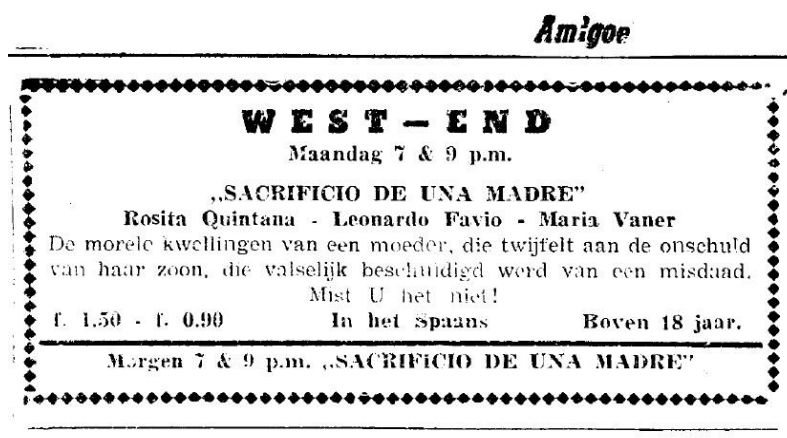 Amigoe
WEST-END
Maandag 7 & 9 p.m.
„SACRIFICIO DE UNA MADRE”
Rosita Quintana - Leonardo Favio - Maria Vaner
De morele kwellingen van een moeder, die twijfelt aan de onschuld
van haar zoon, die valselijk beschuldigd werd van een misdaad.
Mist U het niet!
f. 1.50 - f. 0.90 In het Spaans Boven 18 jaar.
Morgen 7 & 9 p.m. „SACRIFICIO DE UNA MADRE”